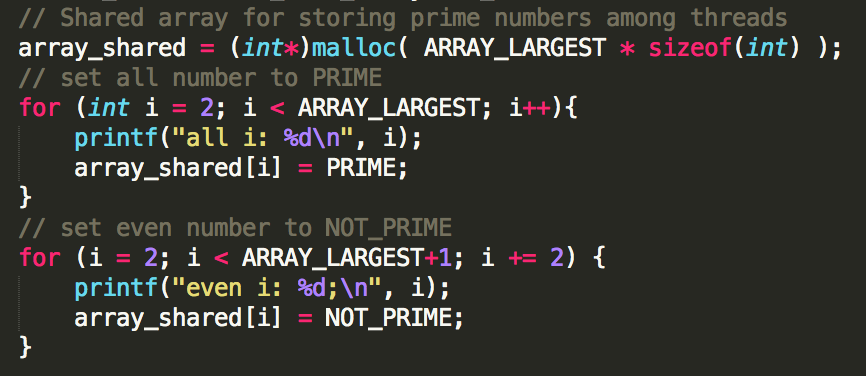 // Shared array for storing prime numbers among threads
array_shared = (int*)malloc( ARRAY_LARGEST * sizeof(int) );
// set all number to PRIME
for (int i = 2; i < ARRAY_LARGEST; i++){
    printf("all i: %d\n", i);
    array_shared[i] = PRIME;
}
// set even number to NOT_PRIME
for (i = 2; i < ARRAY_LARGEST+1; i += 2) {
    printf("even i: %d;\n", i);
    array_shared[i] = NOT_PRIME;
}